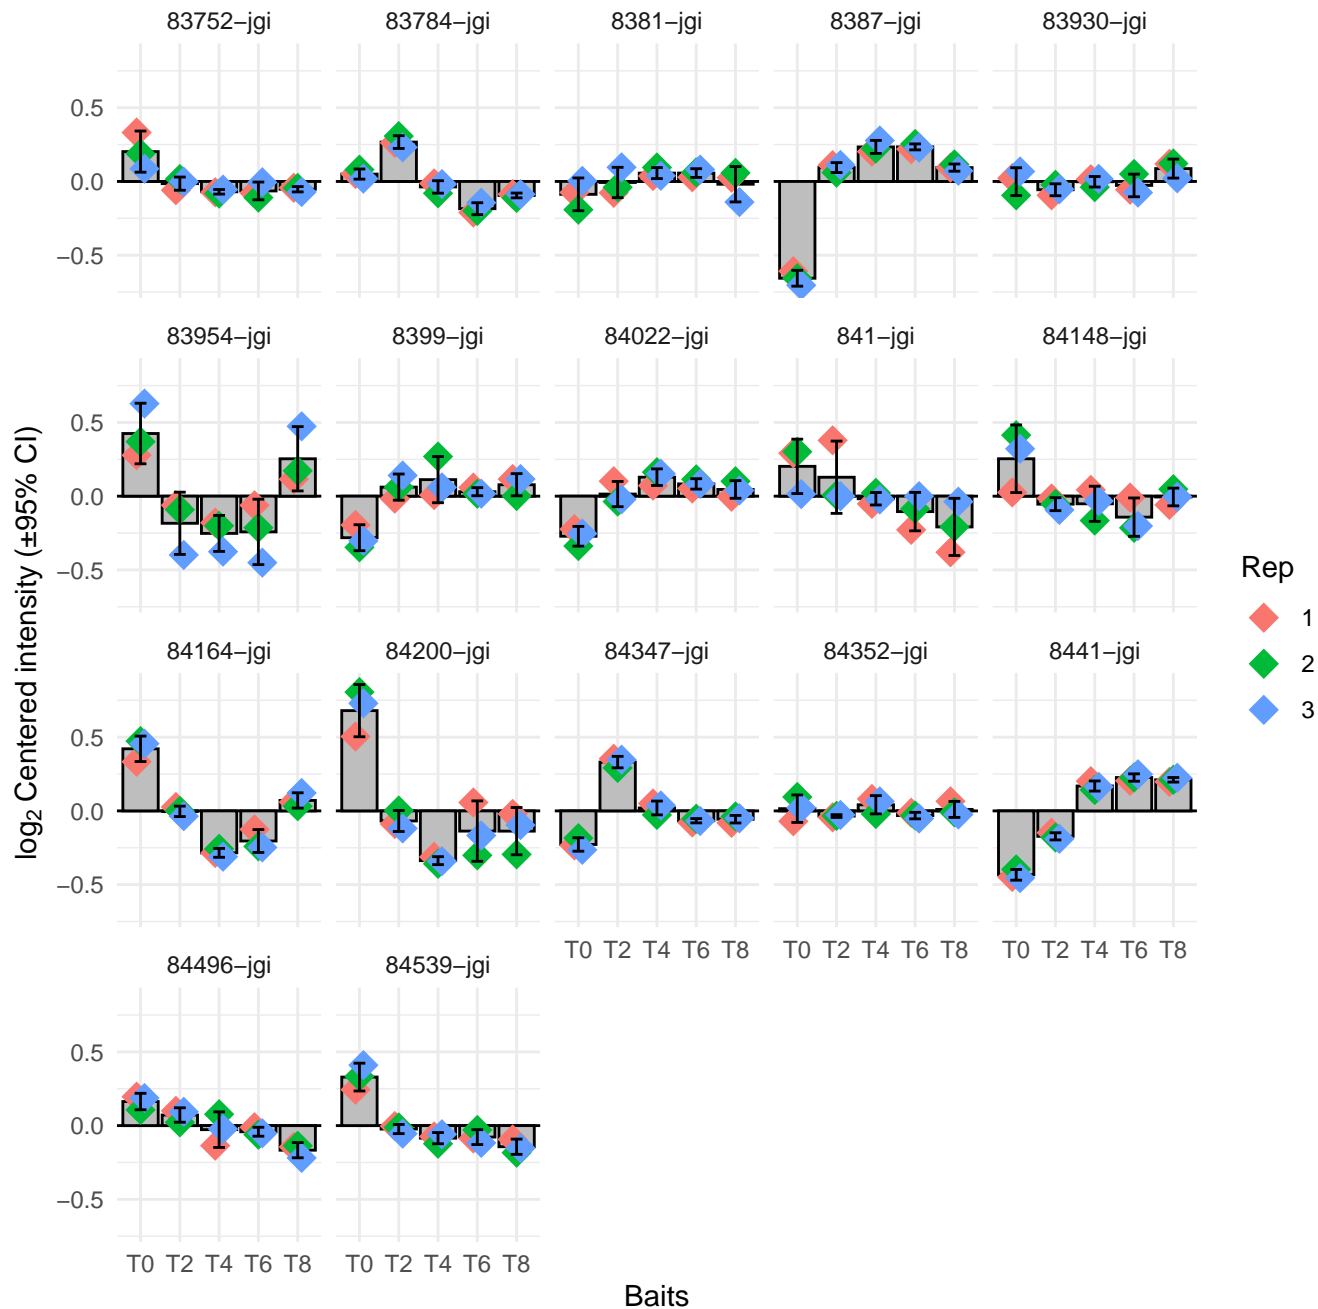 83752−jgi 83784−jgi 8381−jgi 8387−jgi 83930−jgi
0.5
0.0
−0.5
83954−jgi 8399−jgi 84022−jgi 841−jgi 84148−jgi
0.5
0.0
−0.5
84164−jgi 84200−jgi 84347−jgi 84352−jgi 8441−jgi
0.5
0.0
−0.5
T0 T2 T4 T6 T8 T0 T2 T4 T6 T8 T0 T2 T4 T6 T8
84496−jgi 84539−jgi
0.5
0.0
−0.5
T0 T2 T4 T6 T8 T0 T2 T4 T6 T8
Baits
log₂ Centered intensity (±95% CI)
Rep
1
2
3